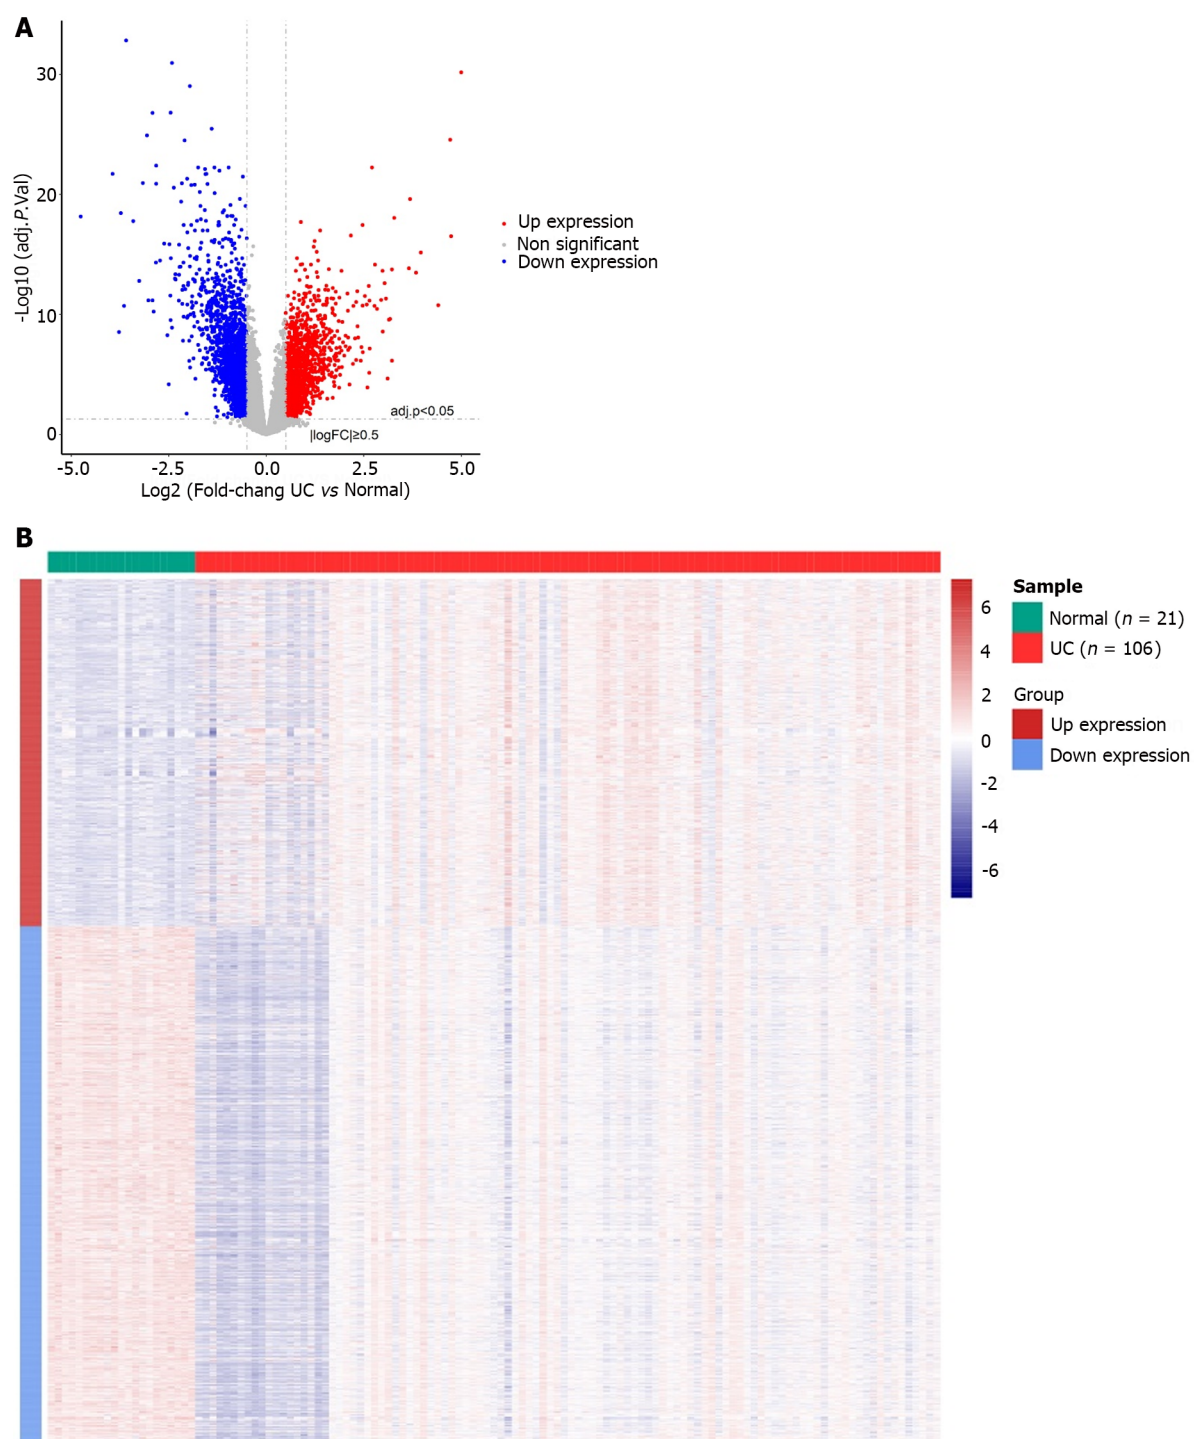 A
-Log10 (adj.P.Val)
30
20
10
0
adj.p<0.05
|logFC|≥0.5
-5.0
-2.5
0.0
2.5
5.0
Log2 (Fold-chang UC vs Normal)
Up expression
Non significant
Down expression
B
6
4
2
0
-2
-4
-6
Sample
Normal (n = 21)
UC (n = 106)
Group
Up expression
Down expression